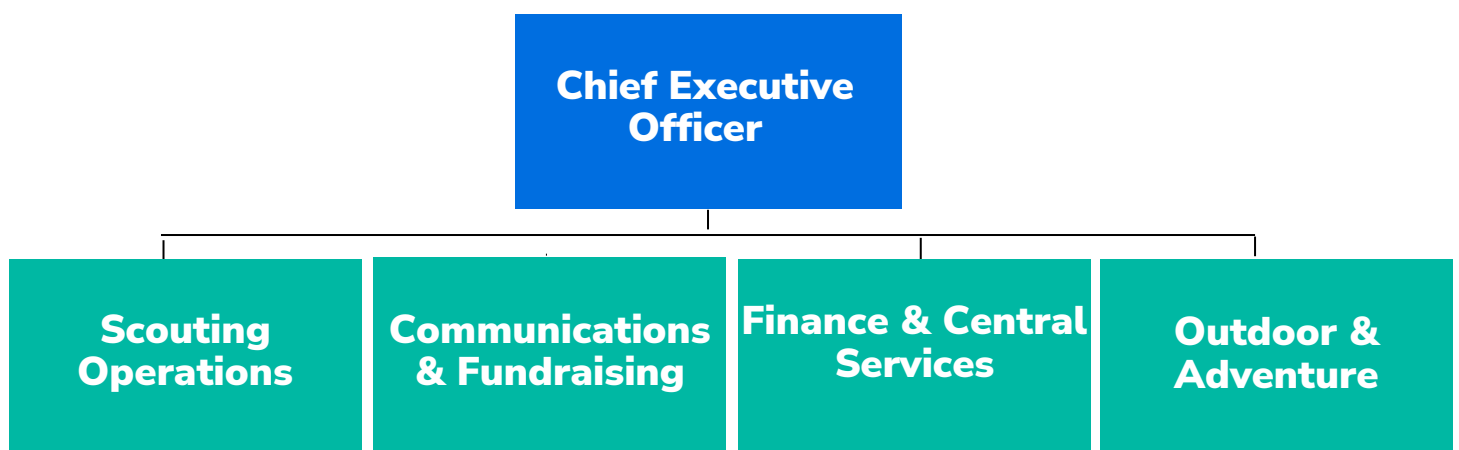 Chief Executive
Officer
Scouting
Operations
Communications
& Fundraising
Finance & Central
Services
Outdoor &
Adventure